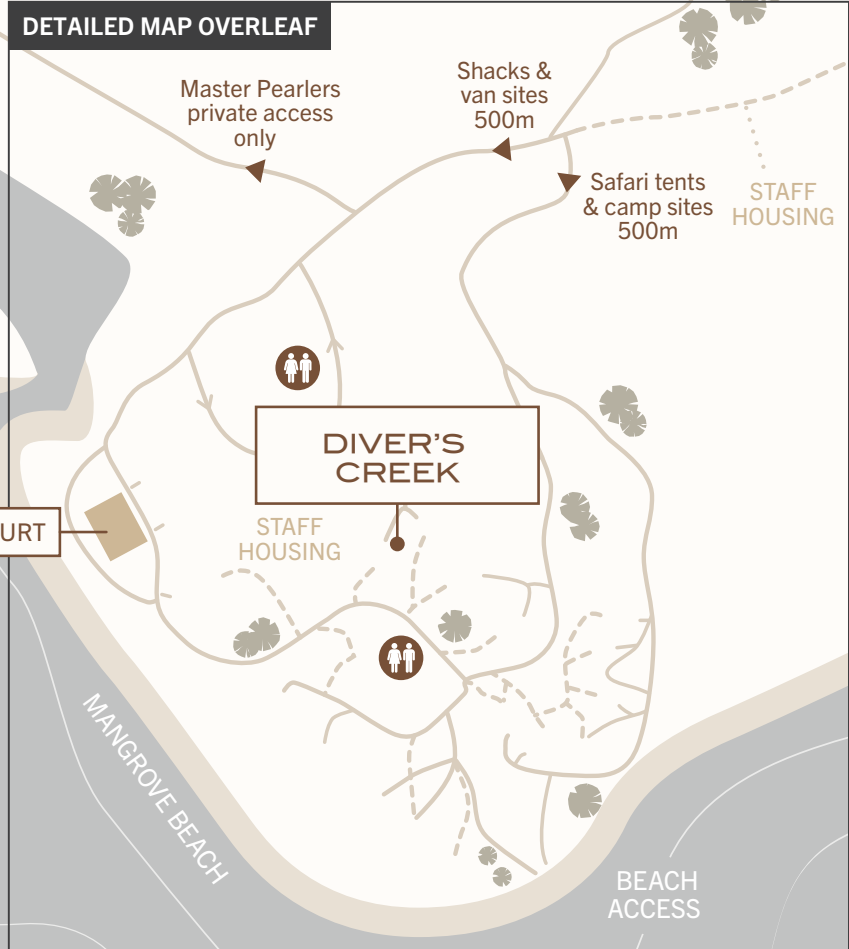 DETAILED MAP OVERLEAF
Master Pearlers
private access
only
Shacks &
van sites
500m
Safari tents
& camp sites
500m
STAFF
HOUSING
DIVER'S
CREEK
URT
STAFF
HOUSING
MANGROVE BEACH
BEACH
ACCESS